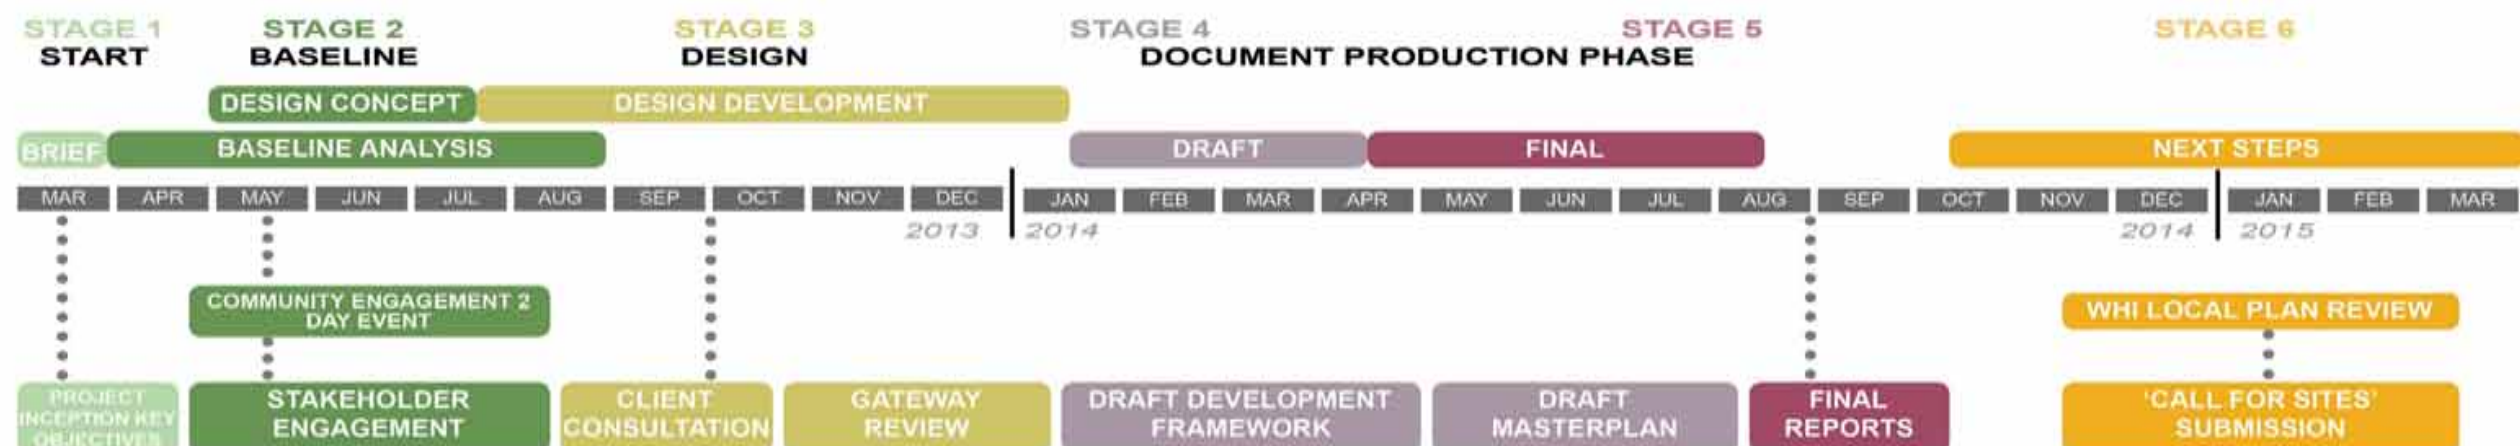 STAGE 1 STAGE 2 STAGE 3 STAGE 4 STAGE 5 STAGE 6
START BASELINE DESIGN DOCUMENT PRODUCTION PHASE
DESIGN CONCEPT DESIGN DEVELOPMENT
BRIEF BASELINE ANALYSIS DRAFT FINAL NEXT STEPS
MAR APR MAY JUN JUL AUG SEP OCT NOV DEC JAN FEB MAR APR MAY JUN JUL AUG SEP OCT NOV DEC JAN FEB MAR
2013 2014 2014 2015
COMMUNITY ENGAGEMENT 2
DAY EVENT
WHI LOCAL PLAN REVIEW
PROJECT
INCEPTION KEY
OBJECTIVES
STAKEHOLDER
ENGAGEMENT
CLIENT
CONSULTATION
GATEWAY
REVIEW
DRAFT DEVELOPMENT
FRAMEWORK
DRAFT
MASTERPLAN
FINAL
REPORTS
'CALL FOR SITES'
SUBMISSION